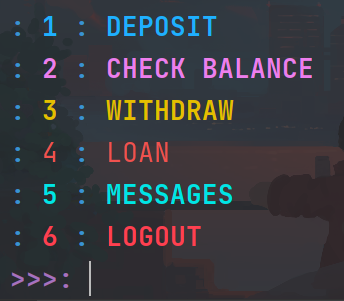 : 1 : DEPOSIT
: 2 : CHECK BALANCE
: 3 : WITHDRAW
: 4 : LOAN
: 5 : MESSAGES
: 6 : LOGOUT
>>>: